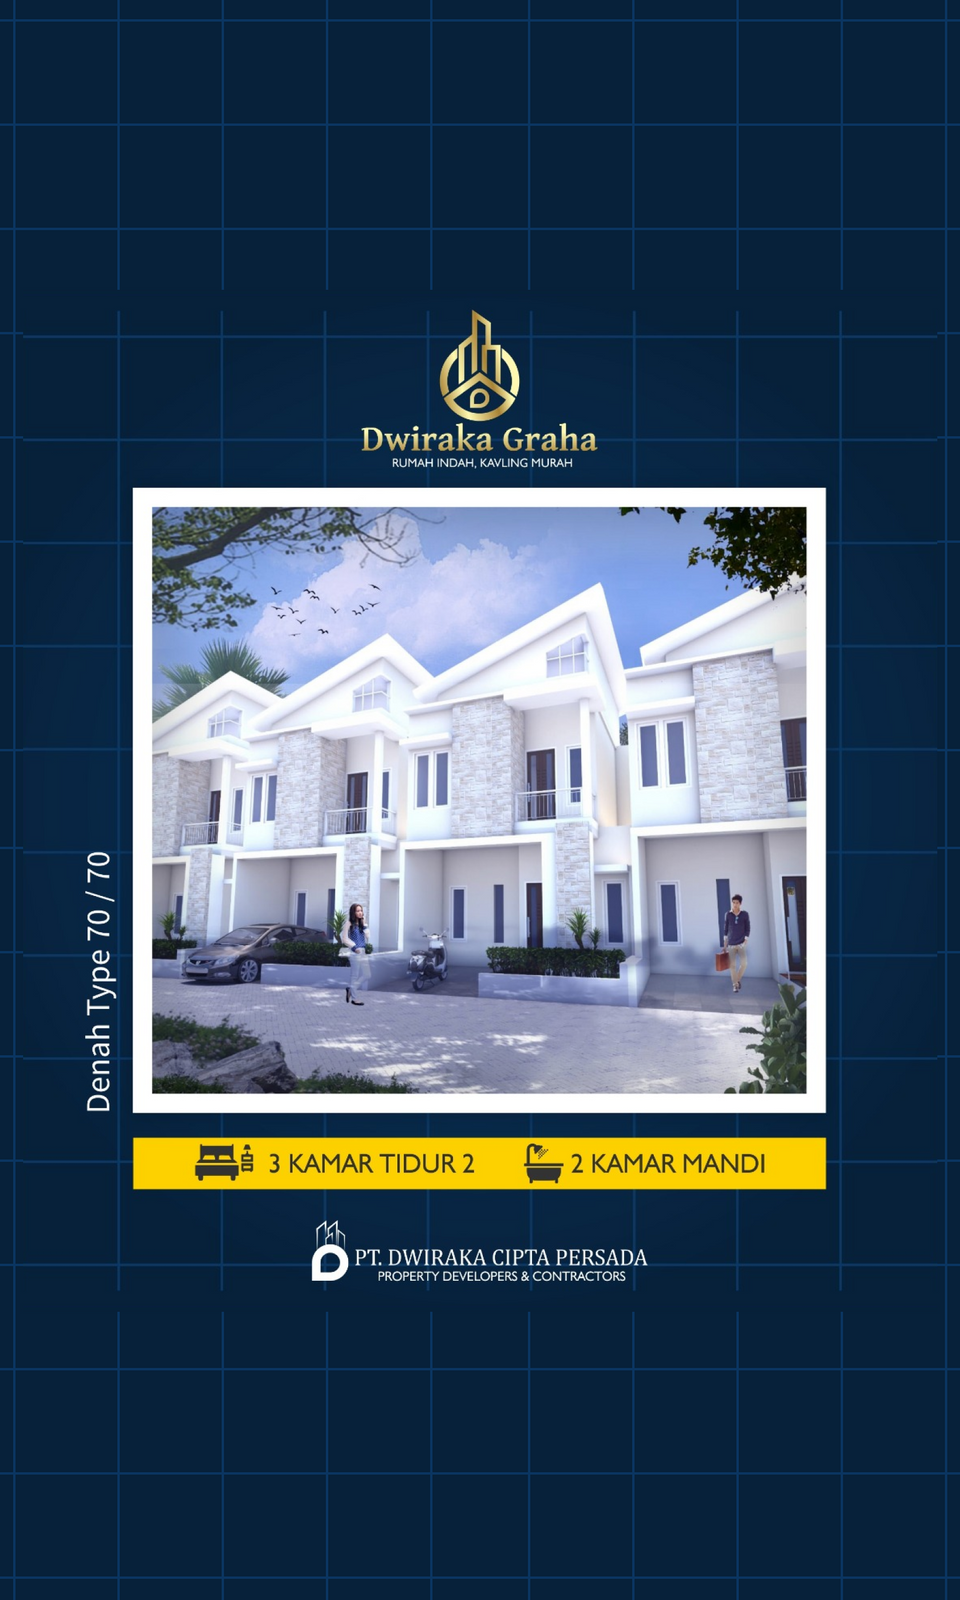 Dwiraka Graha
RUMAH INDAH, KAVLING MURAH
Denah Type 70 / 70
3 KAMAR TIDUR 2
2 KAMAR MANDI
PT. DWIRAKA CIPTA PERSADA
PROPERTY DEVELOPERS & CONTRACTORS